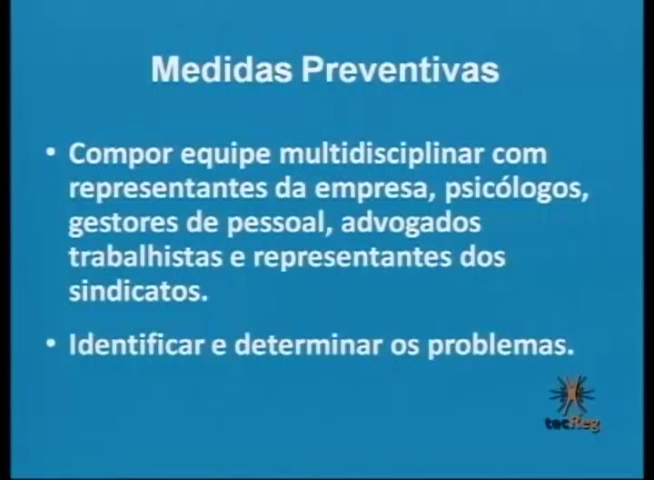 Medidas Preventivas
• Compor equipe multidisciplinar com
representantes da empresa, psicólogos,
gestores de pessoal, advogados
trabalhistas e representantes dos
sindicatos.
• Identificar e determinar os problemas.
tecReg